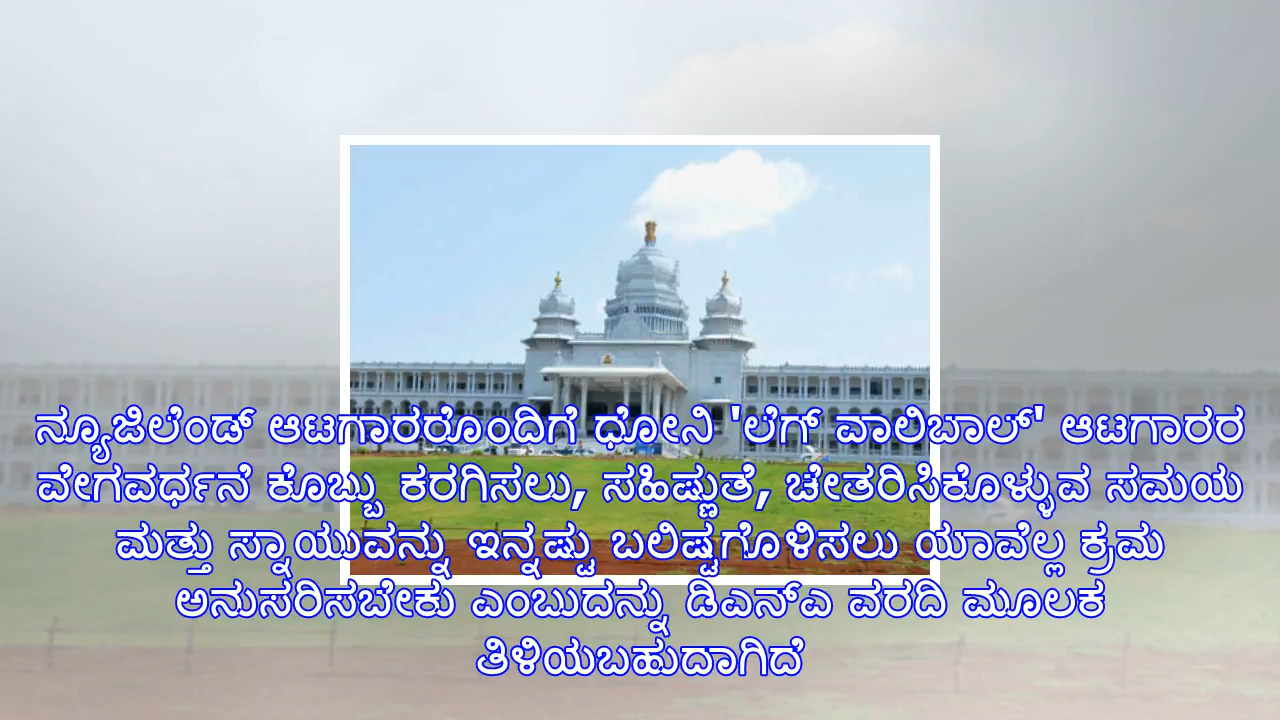 ನ್ಯೂಜಿಲೆಂಡ್ ಆಟಗಾರರೊಂದಿಗೆ ಧೋನಿ 'ಲೆಗ್ ವಾಲಿಬಾಲ್' ಆಟಗಾರರ
ವೇಗವರ್ಧನೆ ಕೊಬ್ಬು ಕರಗಿಸಲು, ಸಹಿಷ್ಣುತೆ, ಚೇತರಿಸಿಕೊಳ್ಳುವ ಸಮಯ
ಮತ್ತು ಸ್ನಾಯುವನ್ನು ಇನ್ನಷ್ಟು ಬಲಿಷ್ಟಗೊಳಿಸಲು ಯಾವೆಲ್ಲ ಕ್ರಮ
ಅನುಸರಿಸಬೇಕು ಎಂಬುದನ್ನು ಡಿಎನ್ಎ ವರದಿ ಮೂಲಕ
ತಿಳಿಯಬಹುದಾಗಿದೆ